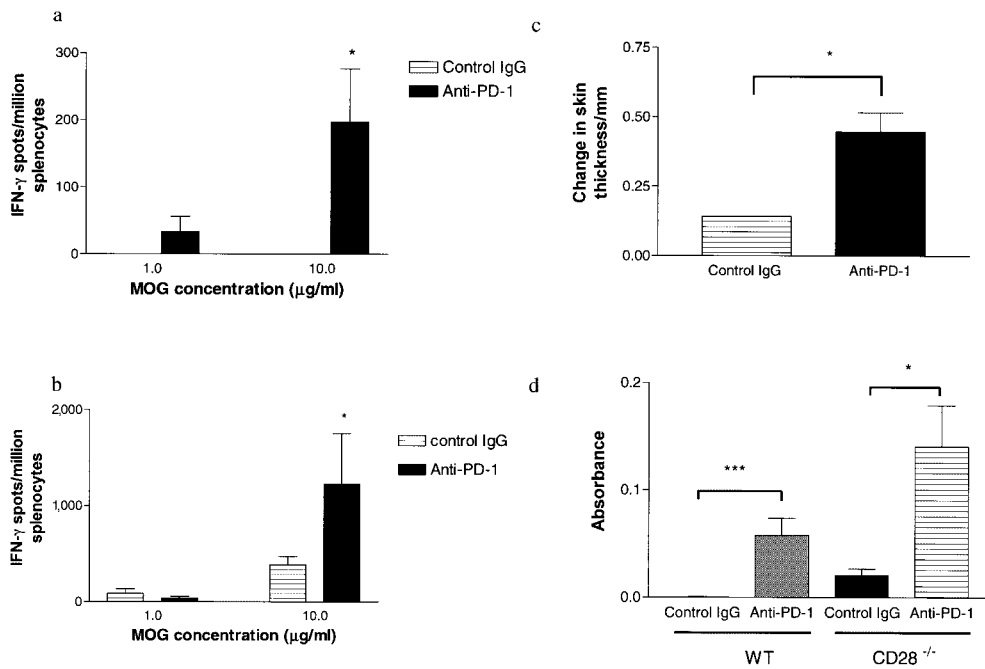 a
IFN-γ spots/million
splenocytes
300
200
100
0
*
1.0
10.0
MOG concentration (μg/ml)
Control IgG
Anti-PD-1
c
Change in skin
thickness/mm
0.75
0.50
0.25
0.00
*
Control IgG
Anti-PD-1
b
IFN-γ spots/million
splenocytes
2,000
1,000
0
*
1.0
10.0
MOG concentration (μg/ml)
control IgG
Anti-PD-1
d
Absorbance
0.2
0.1
0.0
***
*
Control IgG Anti-PD-1 Control IgG Anti-PD-1
WT
CD28 -/-